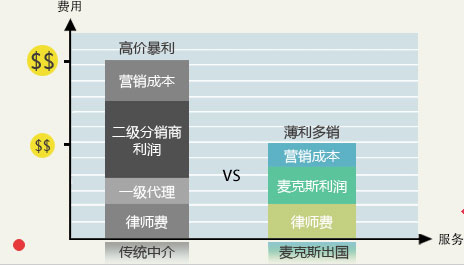 费用
高价暴利
$$
营销成本
二级分销商
利润
一级代理
律师费
传统中介
VS
$$
薄利多销
营销成本
麦克斯利润
律师费
麦克斯出国
服务